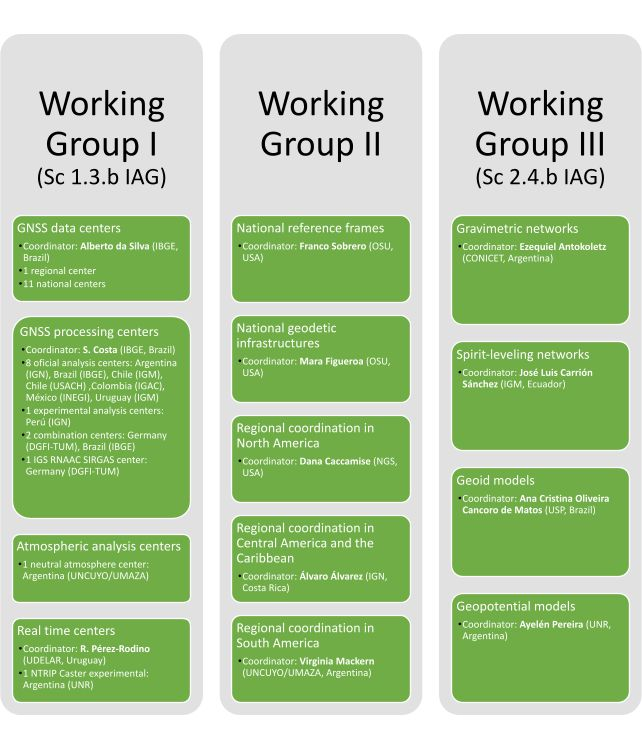 Working
Group I
(Sc 1.3.b IAG)
GNSS data centers
•Coordinator: Alberto da Silva (IBGE,
Brazil)
•1 regional center
•11 national centers
GNSS processing centers
•Coordinator: S. Costa (IBGE, Brazil)
•8 oficial analysis centers: Argentina
(IGN), Brazil (IBGE), Chile (IGM),
Chile (USACH) ,Colombia (IGAC),
México (INEGI), Uruguay (IGM)
•1 experimental analysis centers:
Perú (IGN)
•2 combination centers: Germany
(DGFI-TUM), Brazil (IBGE)
•1 IGS RNAAC SIRGAS center:
Germany (DGFI-TUM)
Atmospheric analysis centers
•1 neutral atmosphere center:
Argentina (UNCUYO/UMAZA)
Real time centers
•Coordinator: R. Pérez-Rodino
(UDELAR, Uruguay)
•1 NTRIP Caster experimental:
Argentina (UNR)
Working
Group II
National reference frames
•Coordinator: Franco Sobrero (OSU,
USA)
National geodetic
infrastructures
•Coordinator: Mara Figueroa (OSU,
USA)
Regional coordination in
North America
•Coordinator: Dana Caccamise (NGS,
USA)
Regional coordination in
Central America and the
Caribbean
•Coordinator: Álvaro Álvarez (IGN,
Costa Rica)
Regional coordination in
South America
•Coordinator: Virginia Mackern
(UNCUYO/UMAZA, Argentina)
Working
Group III
(Sc 2.4.b IAG)
Gravimetric networks
•Coordinator: Ezequiel Antokoletz
(CONICET, Argentina)
Spirit-leveling networks
•Coordinator: José Luis Carrión
Sánchez (IGM, Ecuador)
Geoid models
•Coordinator: Ana Cristina Oliveira
Cancoro de Matos (USP, Brazil)
Geopotential models
•Coordinator: Ayelén Pereira (UNR,
Argentina)